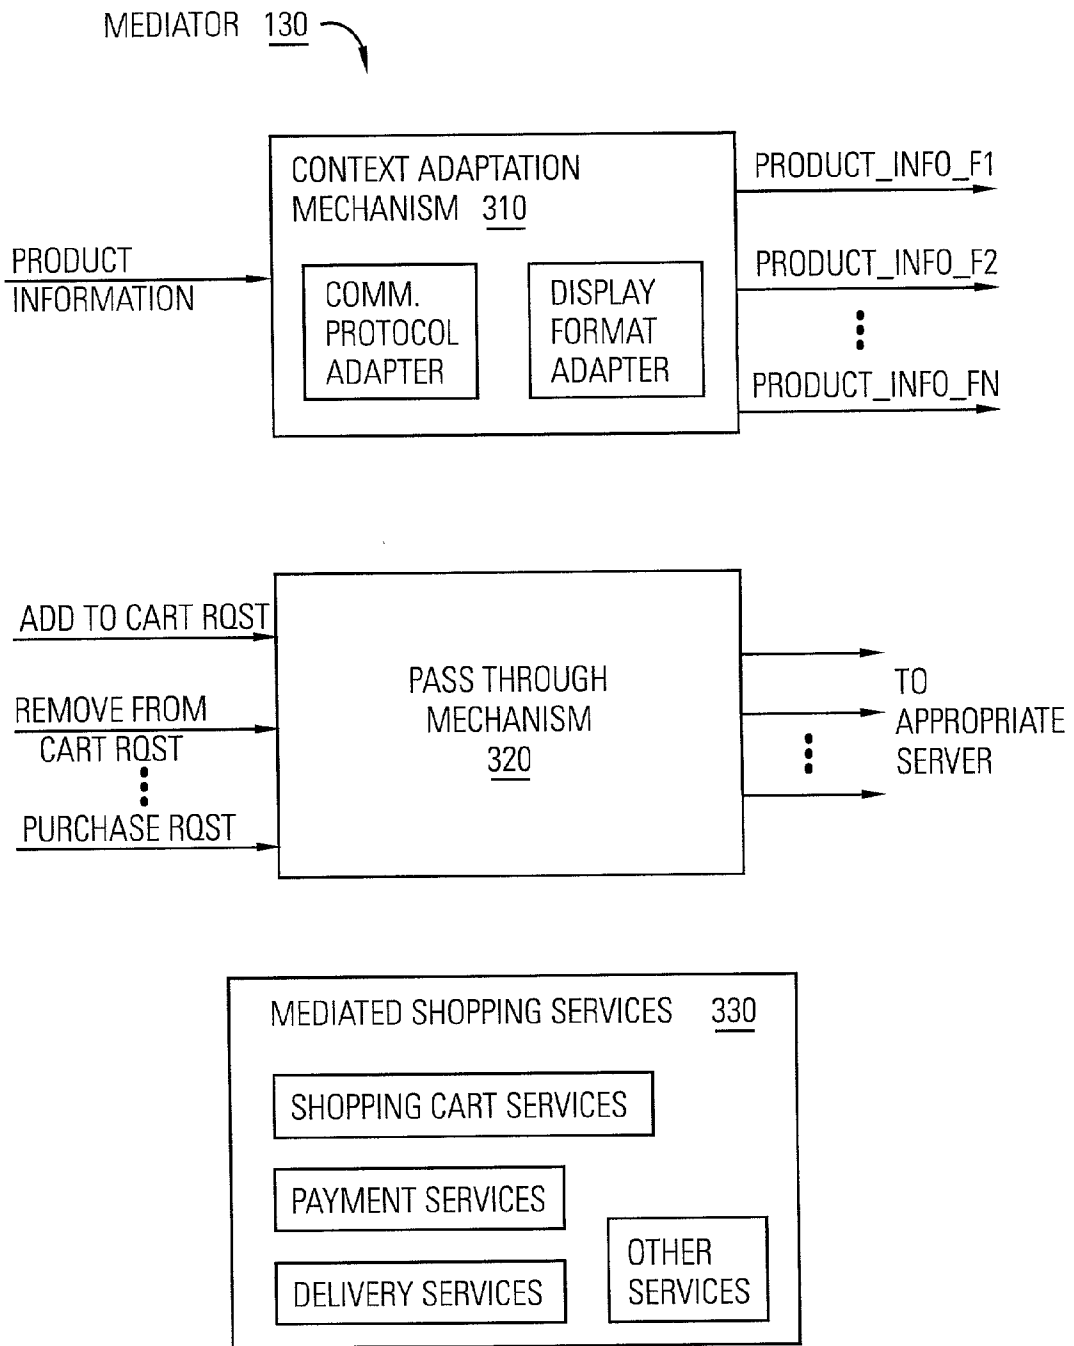 MEDIATOR 130
CONTEXT ADAPTATION
MECHANISM 310
PRODUCT
INFORMATION
COMM.
PROTOCOL
ADAPTER
DISPLAY
FORMAT
ADAPTER
PRODUCT_INFO_F1
PRODUCT_INFO_F2
PRODUCT_INFO_FN
ADD TO CART RQST
REMOVE FROM
CART RQST
PURCHASE RQST
PASS THROUGH
MECHANISM
320
TO
APPROPRIATE
SERVER
MEDIATED SHOPPING SERVICES 330
SHOPPING CART SERVICES
PAYMENT SERVICES
DELIVERY SERVICES
OTHER
SERVICES